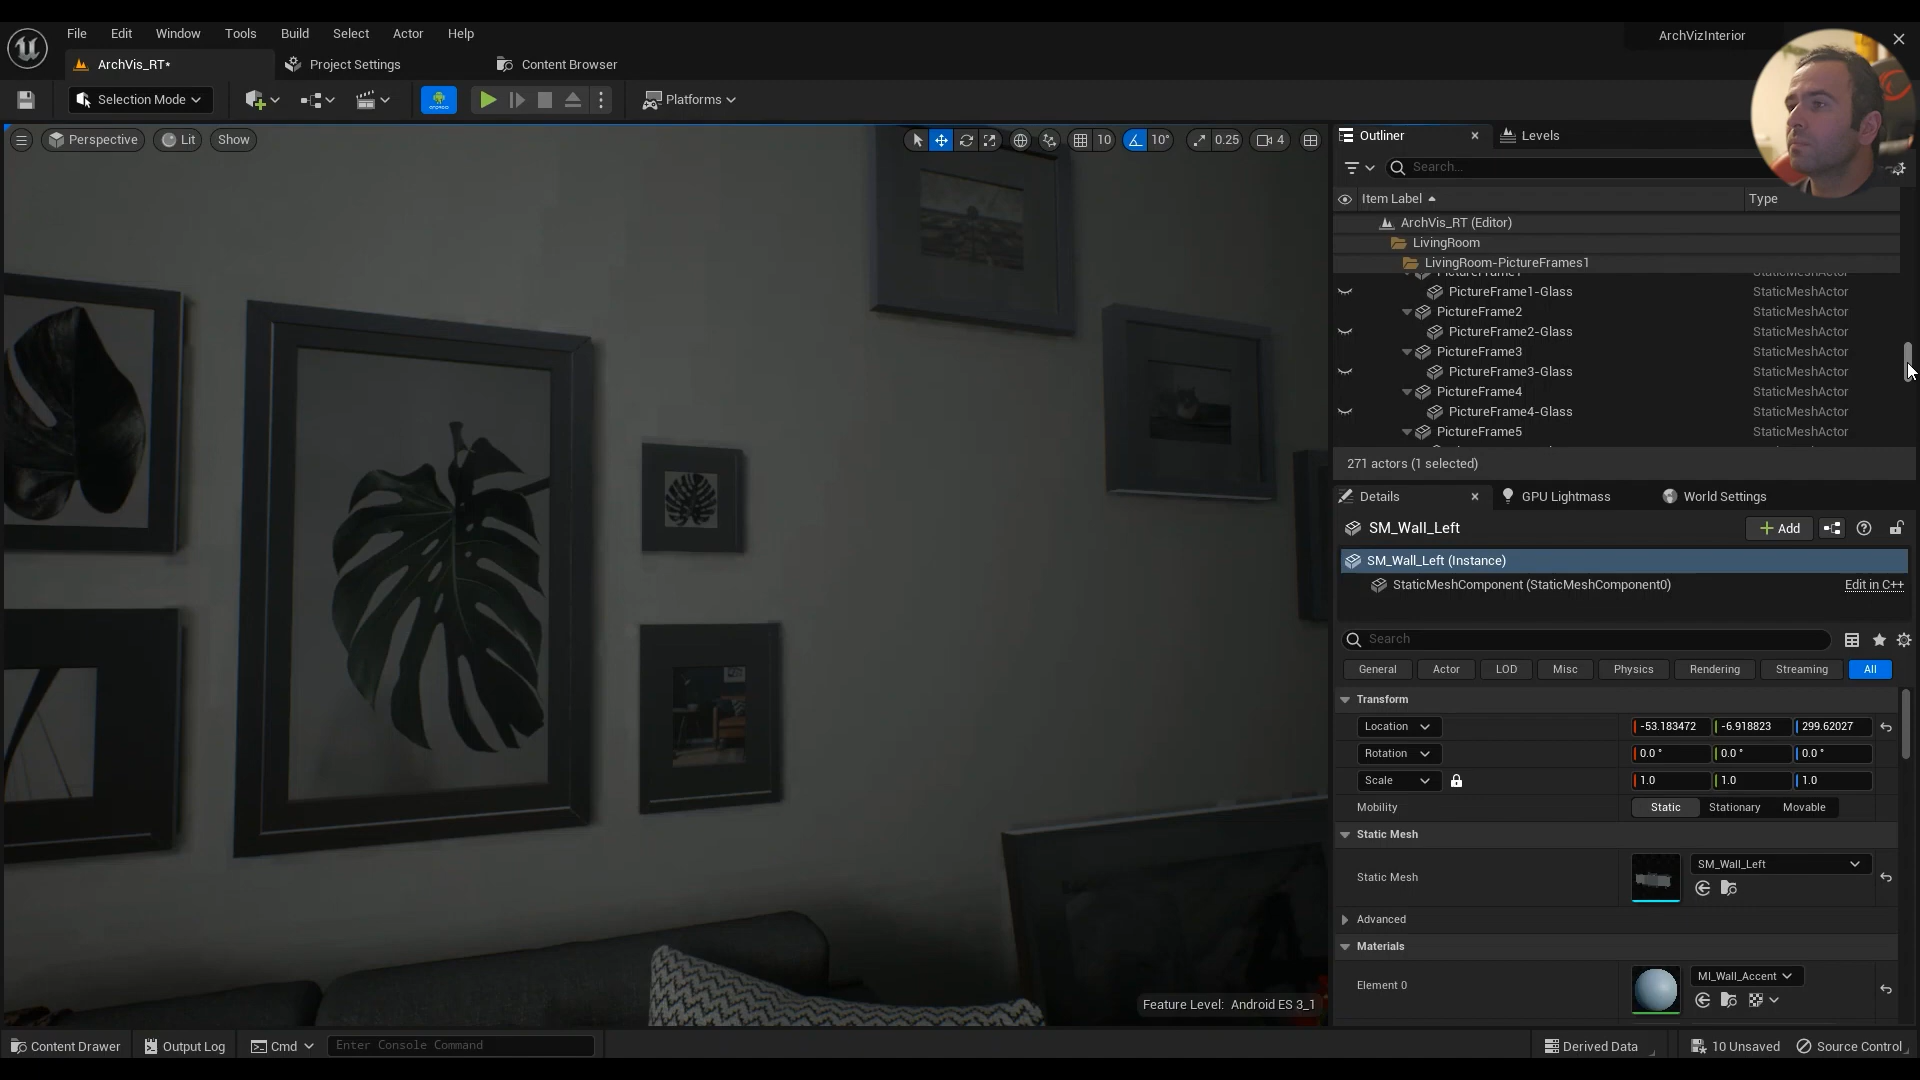 File Edit Window Tools Build Select Actor Help
ArchVizInterior
ArchVis_RT*
Project Settings
Content Browser
Selection Mode
Platforms
Perspective
Lit
Show
10
10°
0.25
4
Outliner
Levels
Search...
Item Label
Type
ArchVis_RT (Editor)
LivingRoom
LivingRoom-PictureFrames1
PictureFrame1 StaticMeshActor
PictureFrame1-Glass StaticMeshActor
PictureFrame2 StaticMeshActor
PictureFrame2-Glass StaticMeshActor
PictureFrame3 StaticMeshActor
PictureFrame3-Glass StaticMeshActor
PictureFrame4 StaticMeshActor
PictureFrame4-Glass StaticMeshActor
PictureFrame5 StaticMeshActor
271 actors (1 selected)
Details
GPU Lightmass
World Settings
SM_Wall_Left
Add
SM_Wall_Left (Instance)
StaticMeshComponent (StaticMeshComponent0)
Edit in C++
Search
General Actor LOD Misc Physics Rendering Streaming All
Transform
Location -53.183472 -6.918823 299.62027
Rotation 0.0 ° 0.0 ° 0.0 °
Scale 1.0 1.0 1.0
Mobility Static Stationary Movable
Static Mesh
SM_Wall_Left
Static Mesh
Advanced
Materials
MI_Wall_Accent
Element 0
Feature Level: Android ES 3_1
Content Drawer
Output Log
Cmd
Enter Console Command
Derived Data
10 Unsaved
Source Control